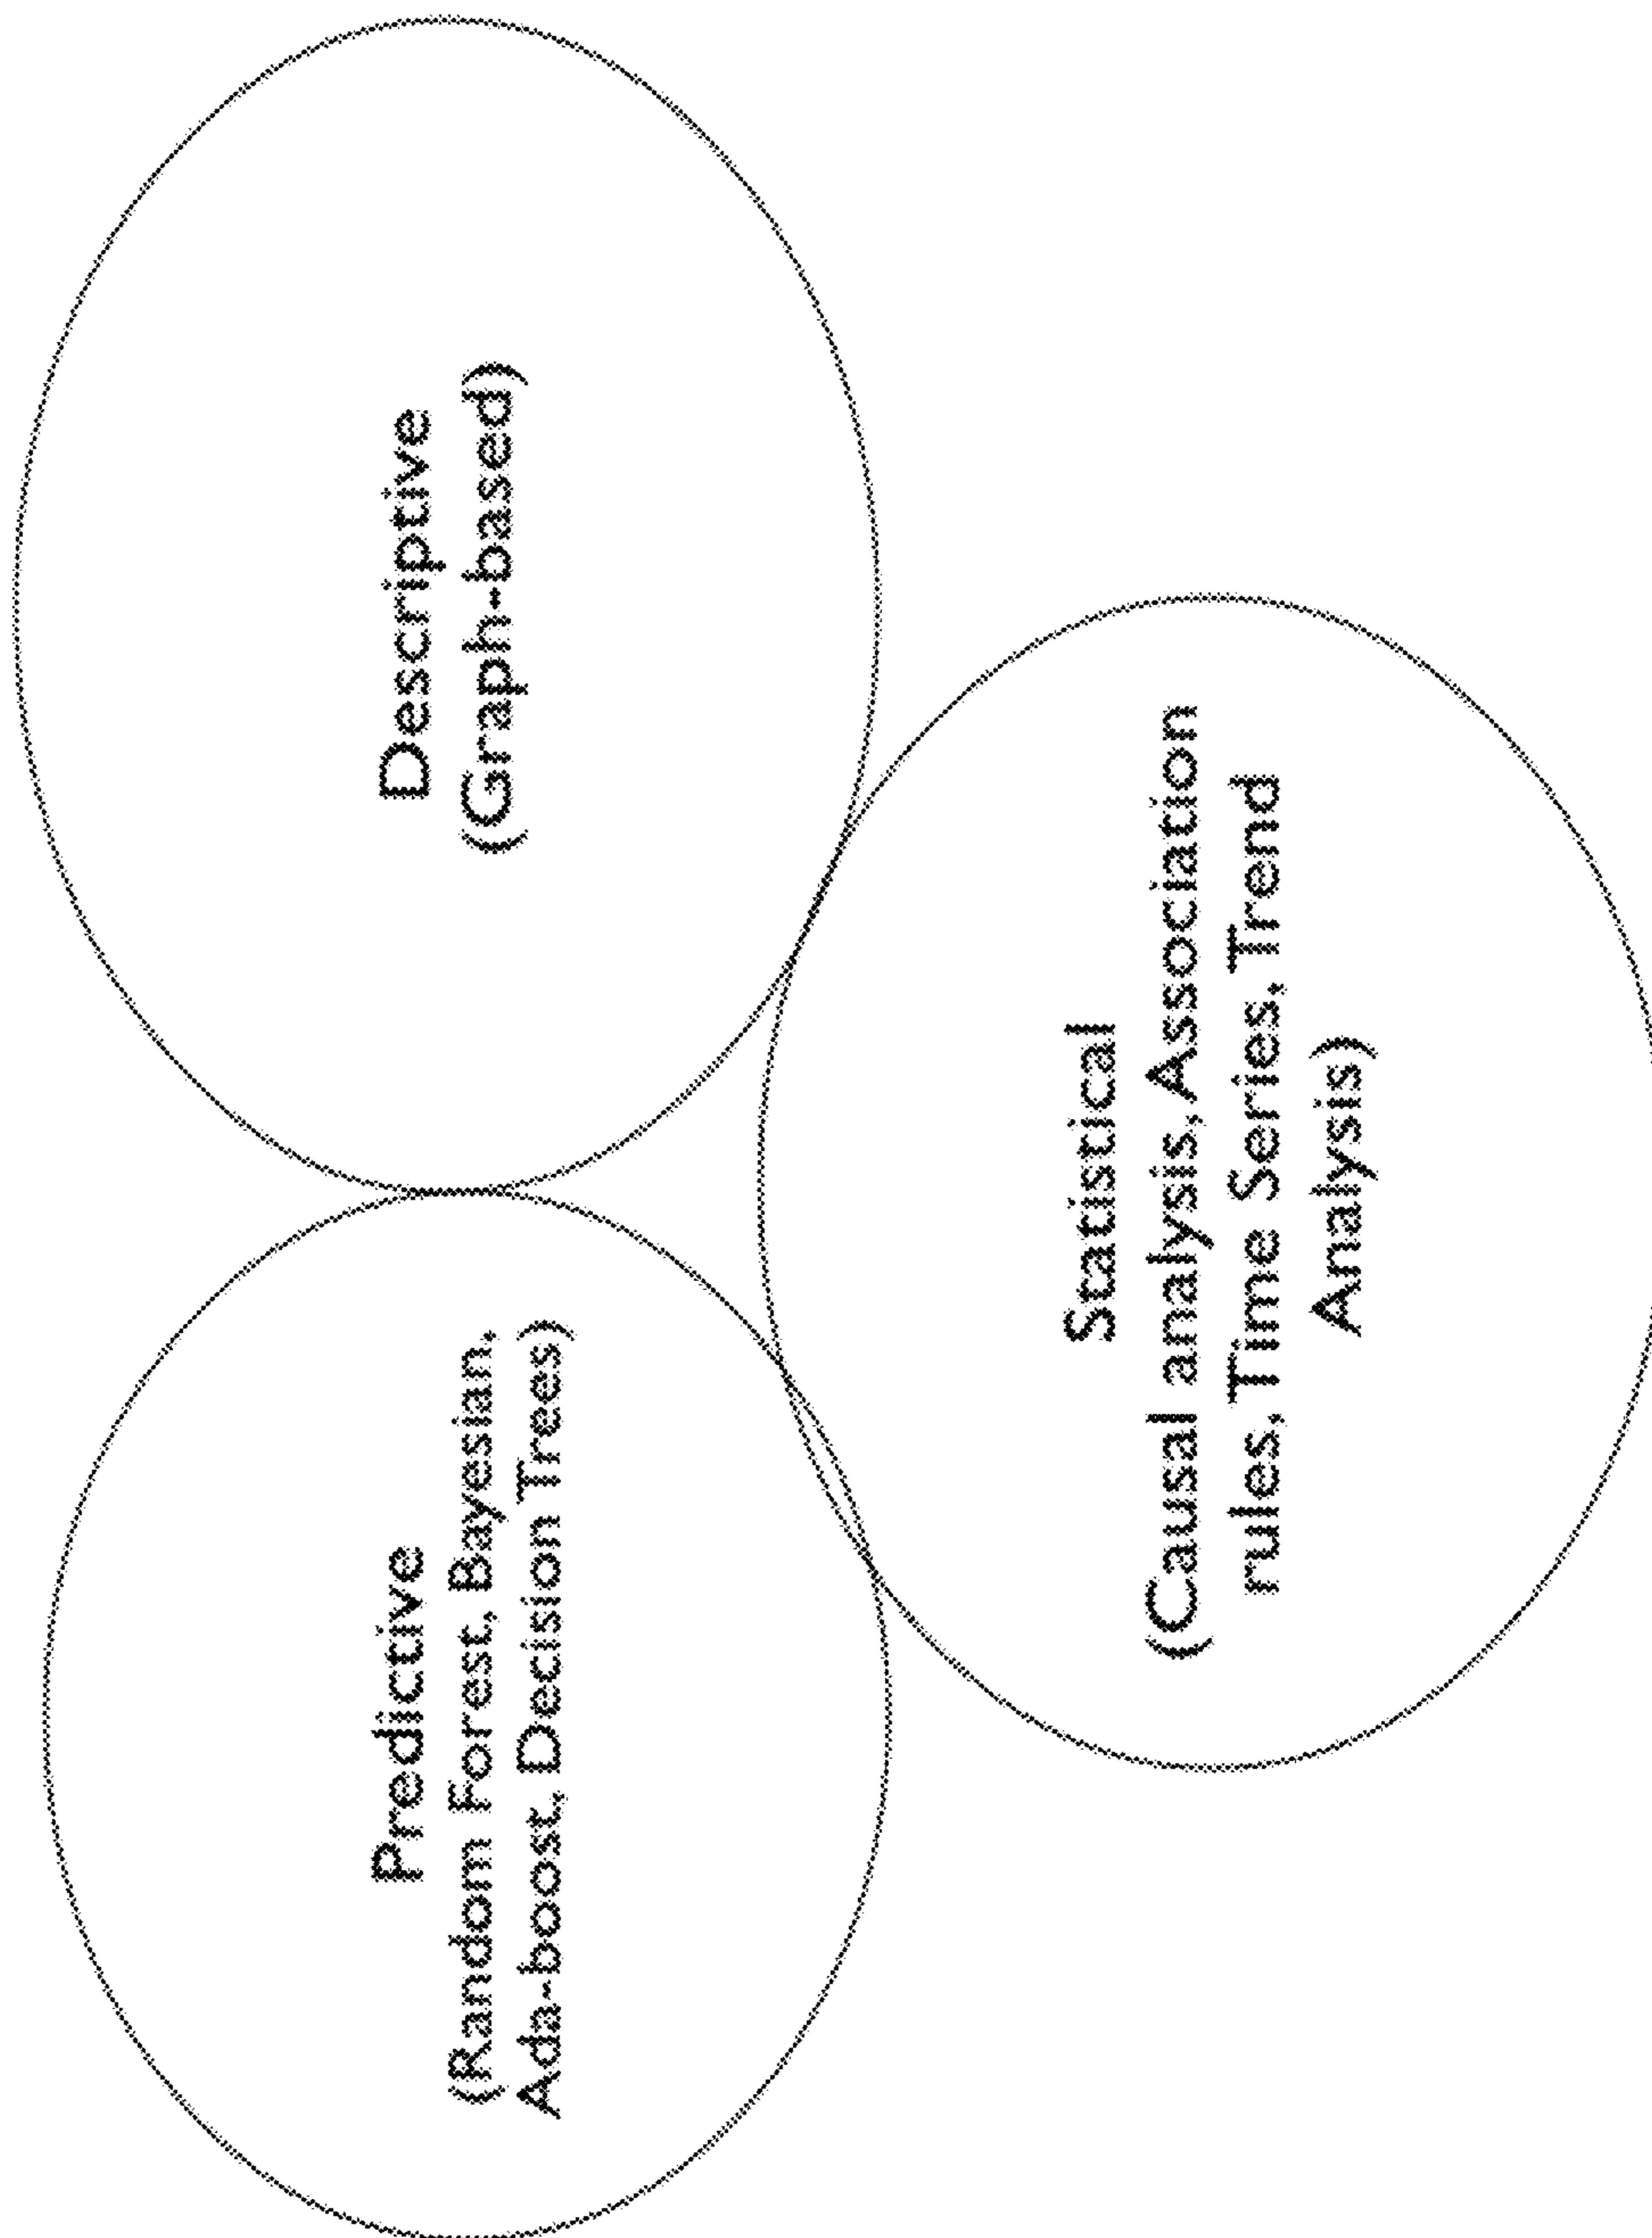 Predictive
(Random Forest, Bayesian,
Ada-boost, Decision Trees)
Descriptive
(Graph-based)
Statistical
(Causal analysis, Association
rules, Time Series, Trend
Analysis)